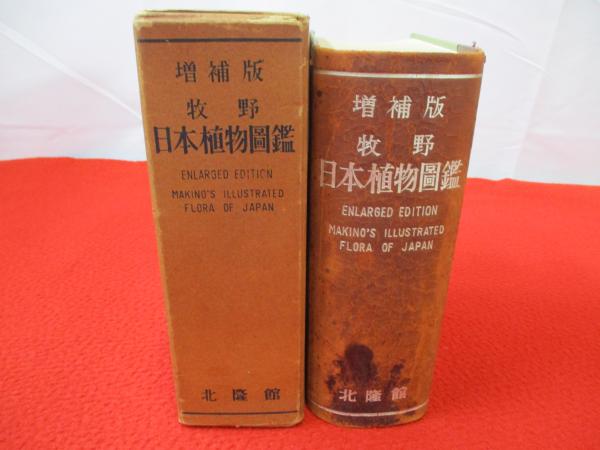 増補版
牧野
日本植物圖鑑
ENLARGED EDITION
MAKINO'S ILLUSTRATED
FLORA OF JAPAN
北隆館
増補版
牧野
日本植物圖鑑
ENLARGED EDITION
MAKINO'S ILLUSTRATED
FLORA OF JAPAN
北隆館